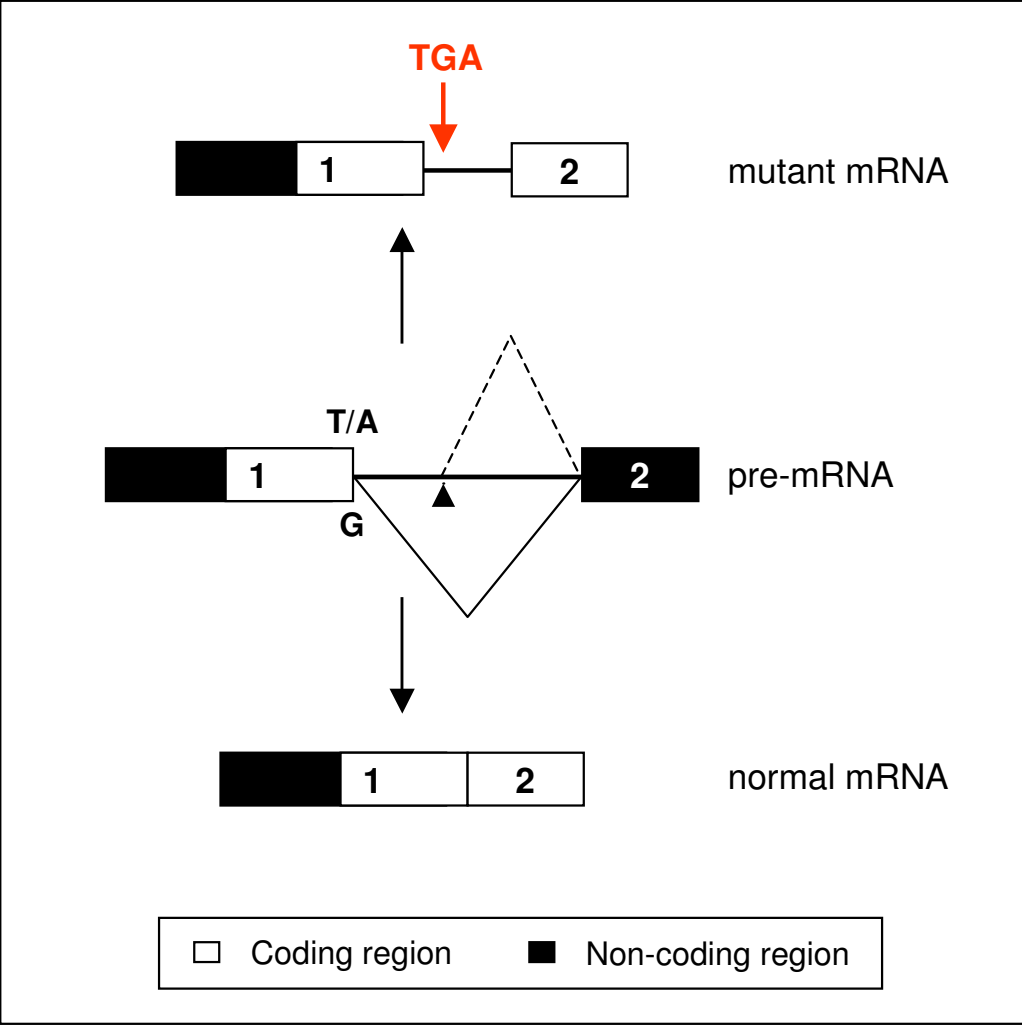 TGA
1 2 mutant mRNA
T/A
1 2 pre-mRNA
G
1 2 normal mRNA
Coding region Non-coding region